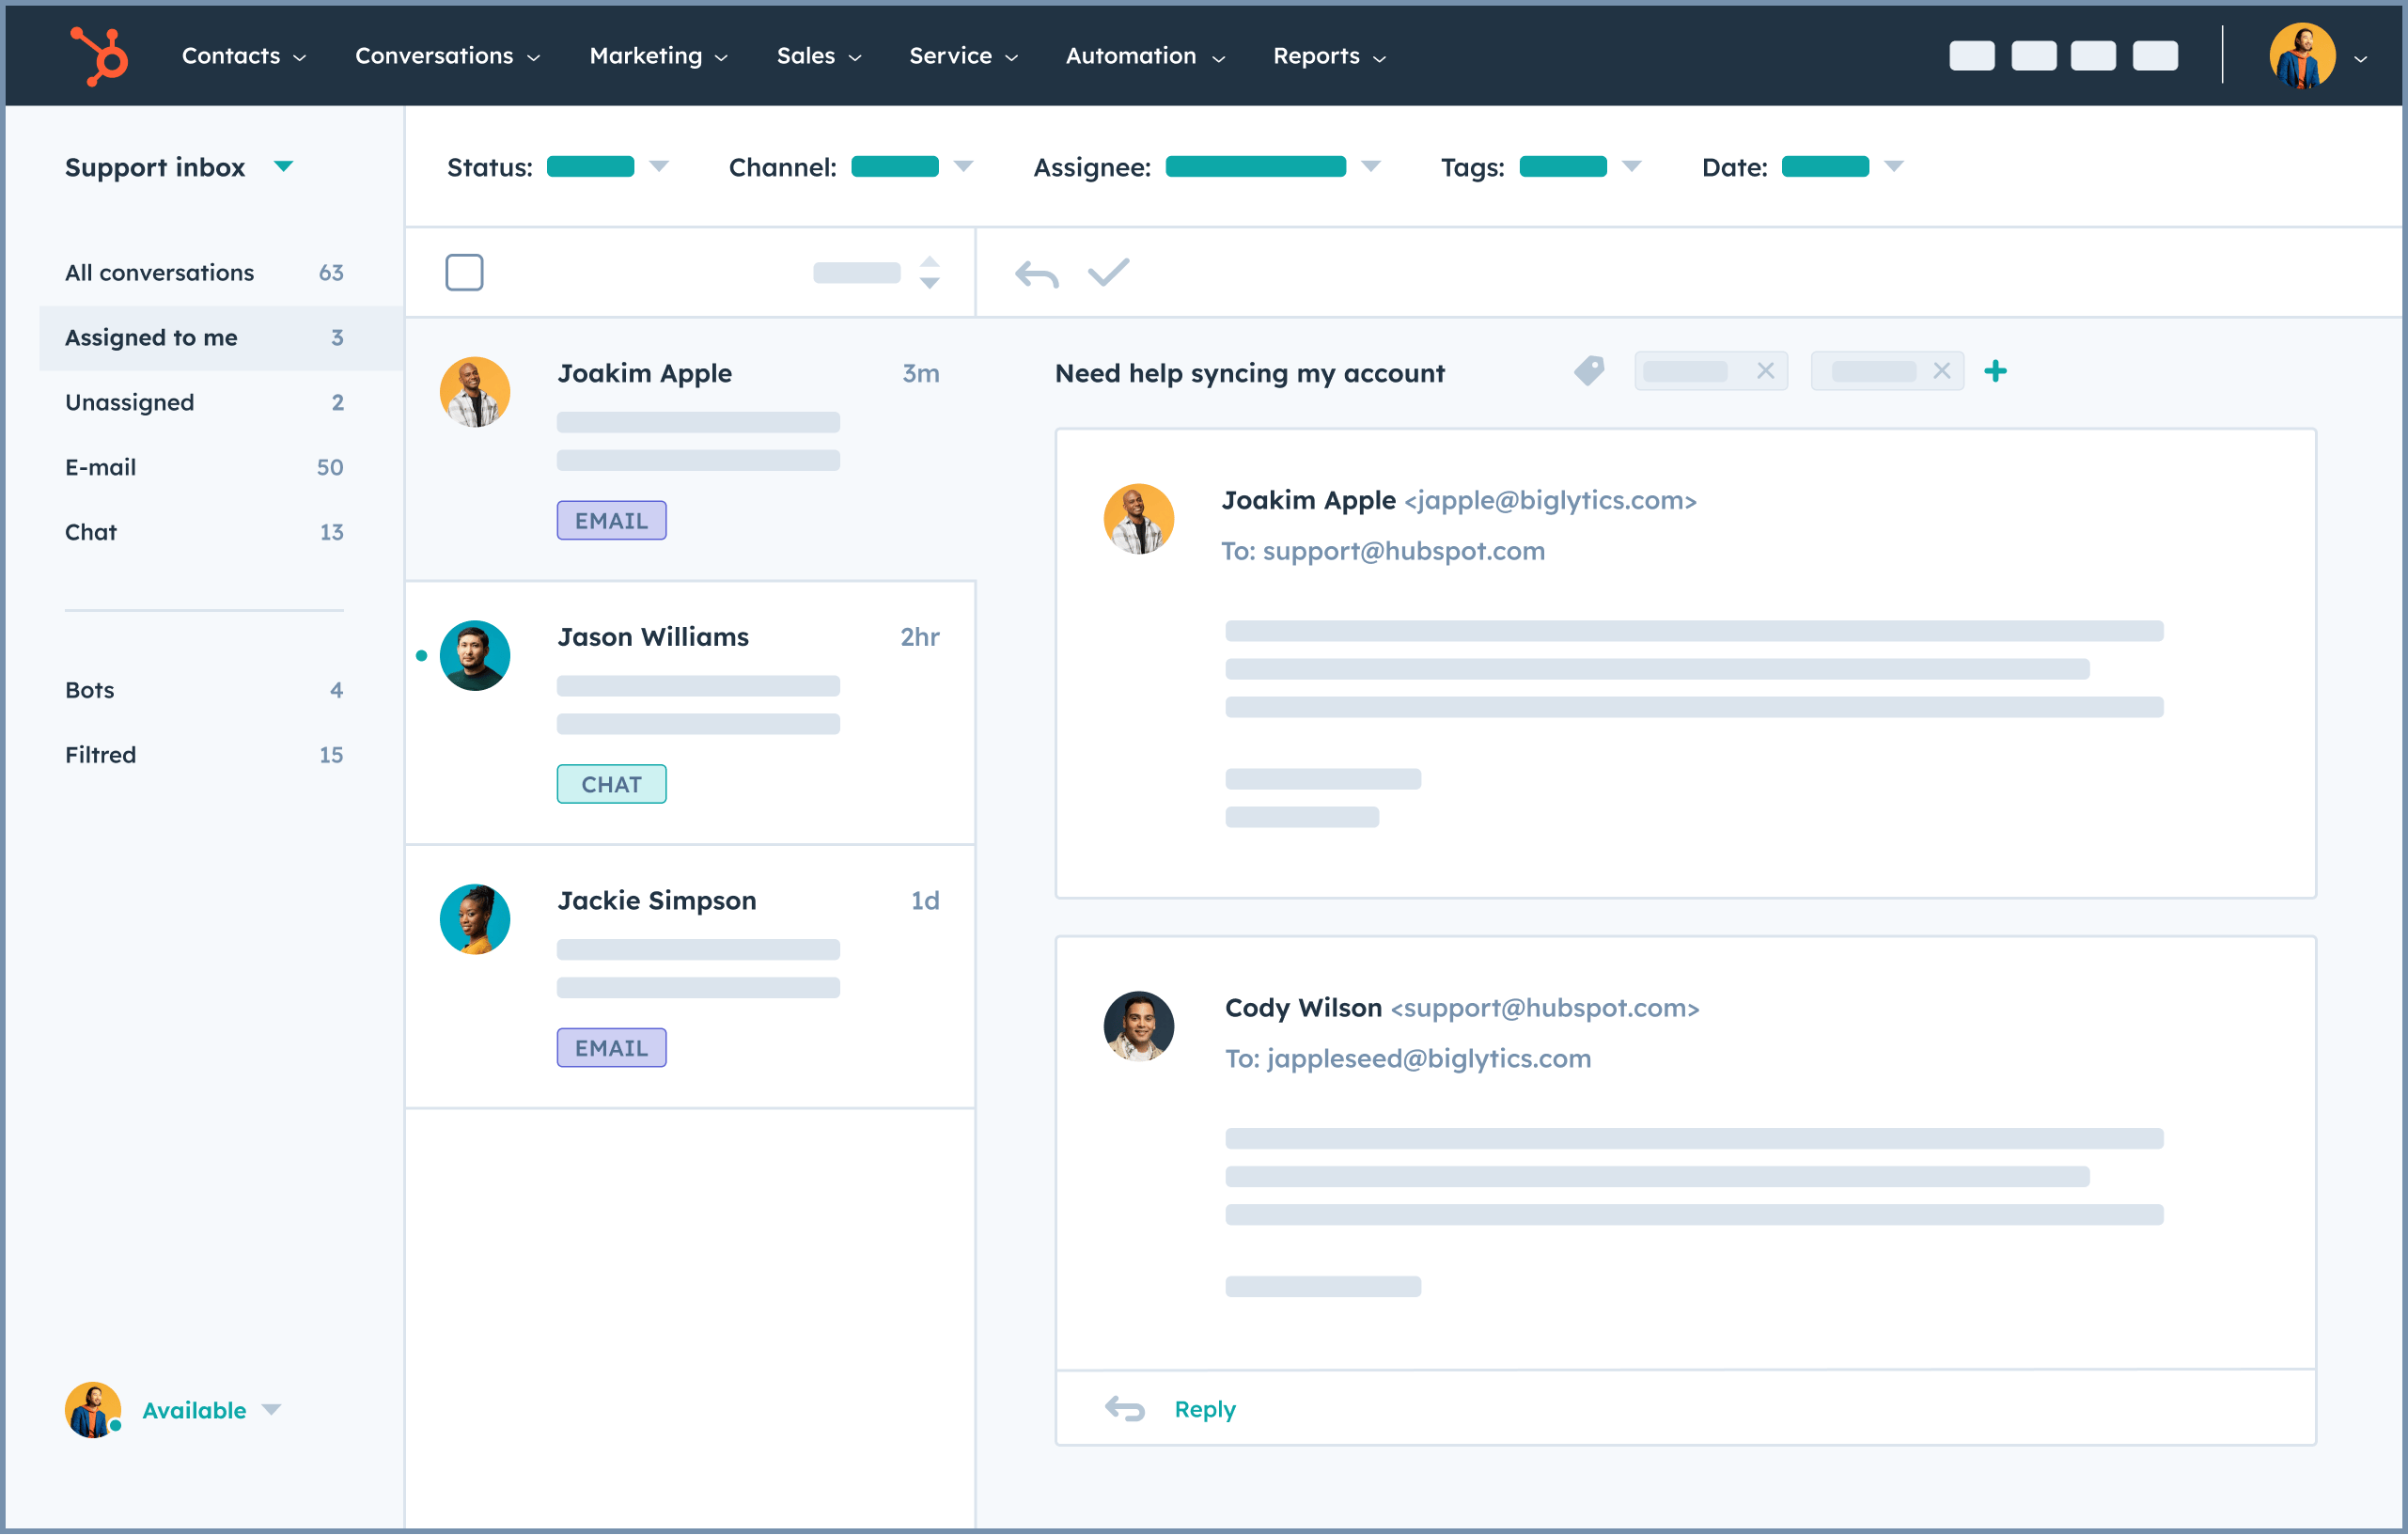 Contacts Conversations Marketing Sales Service Automation Reports
Support inbox
All conversations 63
Assigned to me 3
Unassigned 2
E-mail 50
Chat 13
Bots 4
Filtred 15
Available
Status: Channel: Assignee: Tags: Date:
Joakim Apple 3m
EMAIL
Jason Williams 2hr
CHAT
Jackie Simpson 1d
EMAIL
Need help syncing my account
Joakim Apple <japple@biglytics.com>
To: support@hubspot.com
Cody Wilson <support@hubspot.com>
To: jappleseed@biglytics.com
Reply